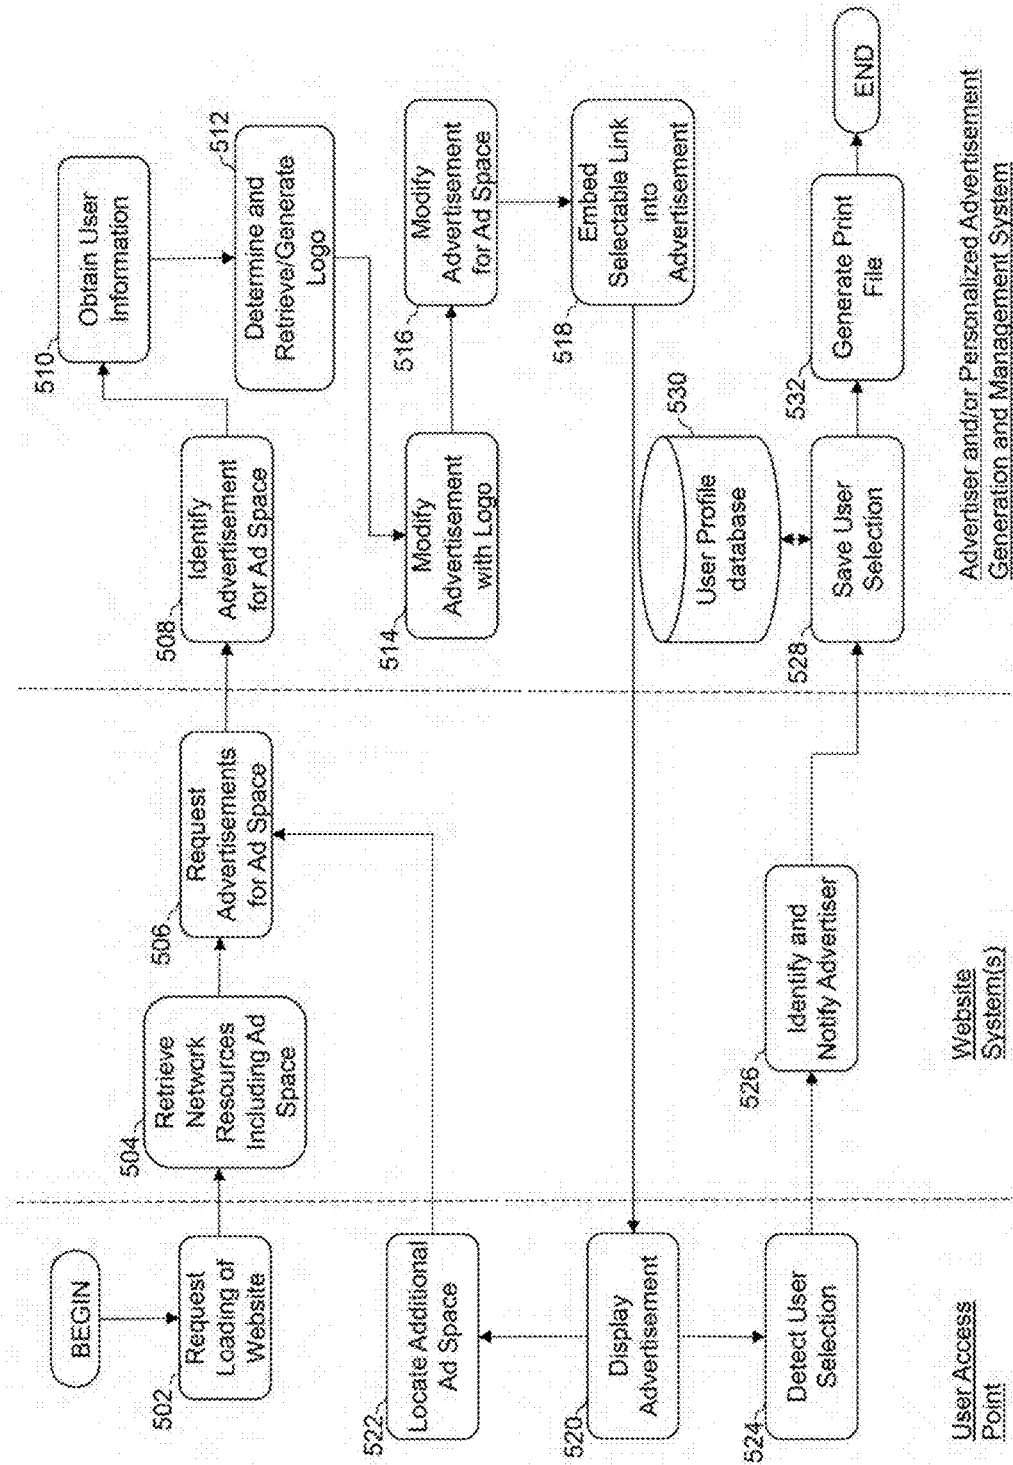 BEGIN
502
Request
Loading of
Website
504
Retrieve
Network
Resources
Including Ad
Space
506
Request
Advertisements
for Ad Space
508
Identify
Advertisement
for Ad Space
510
Obtain User
Information
512
Determine and
Retrieve/Generate
Logo
514
Modify
Advertisement
with Logo
516
Modify
Advertisement
for Ad Space
518
Embed
Selectable Link
into
Advertisement
520
Display
Advertisement
522
Locate Additional
Ad Space
524
Detect User
Selection
526
Identify and
Notify Advertiser
528
Save User
Selection
530
User Profile
database
532
Generate Print
File
END
User Access
Point
Website
System(s)
Advertiser and/or Personalized Advertisement
Generation and Management System